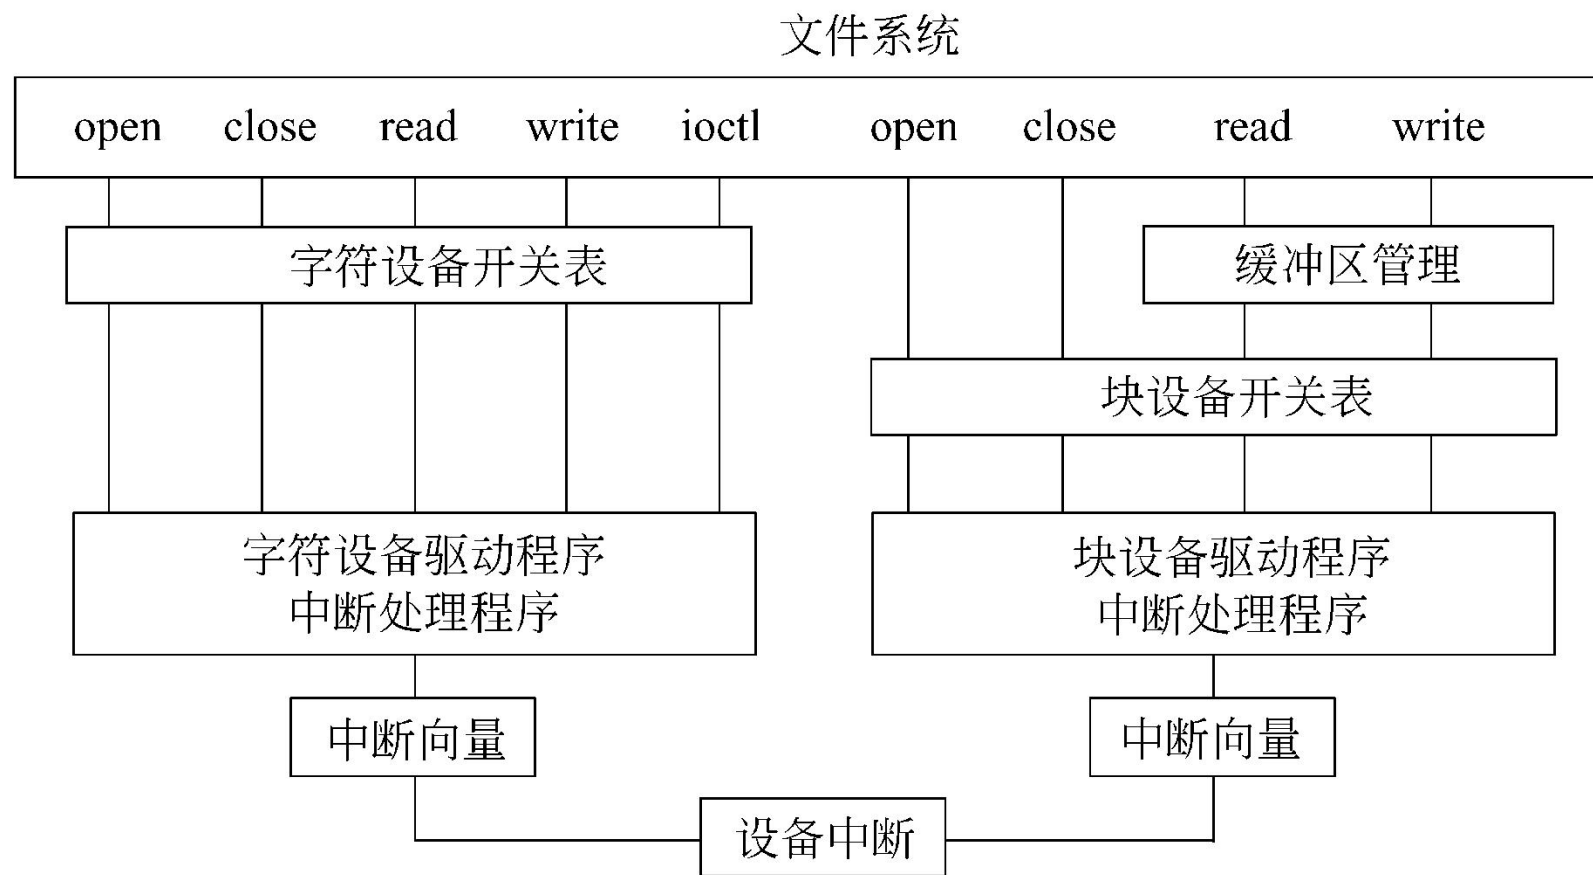 文件系统
open close read write ioctl open close read write
字符设备开关表
缓冲区管理
块设备开关表
字符设备驱动程序
中断处理程序
块设备驱动程序
中断处理程序
中断向量
中断向量
设备中断